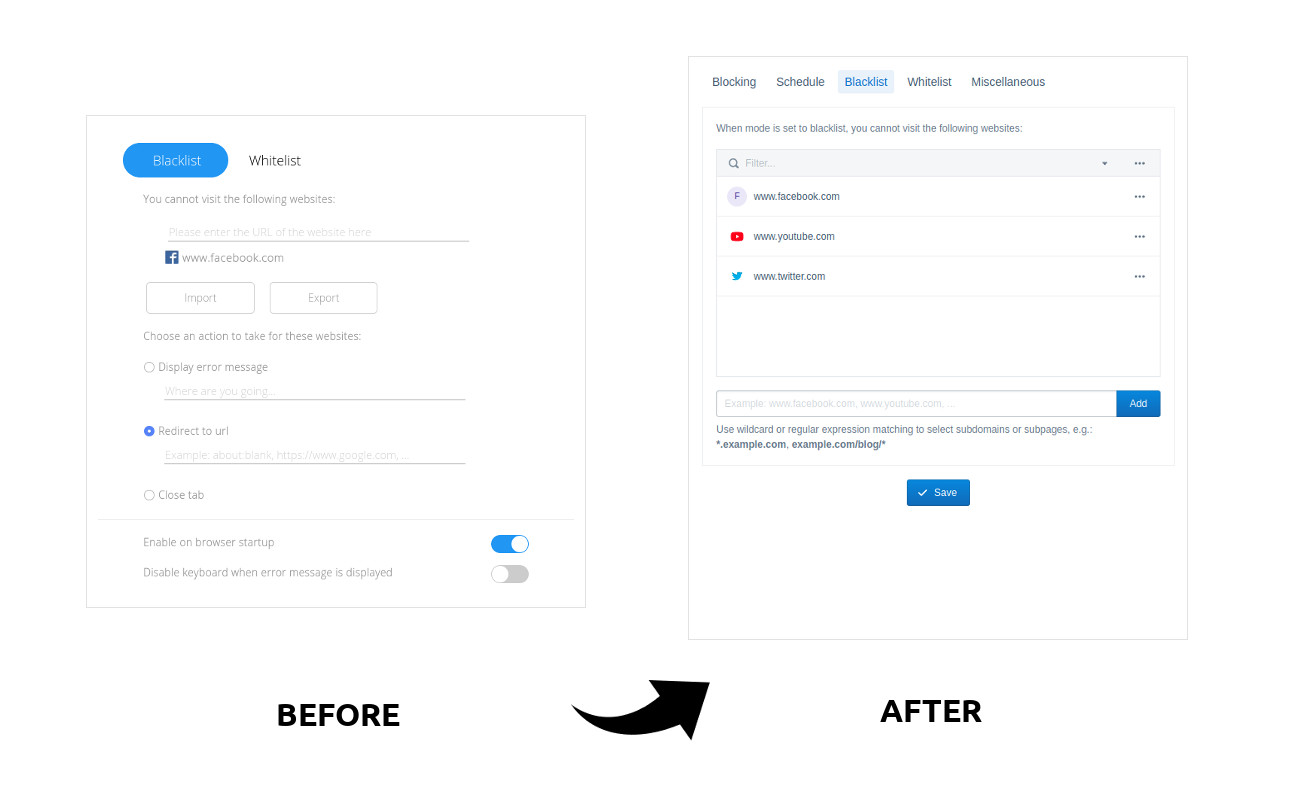 Blacklist Whitelist
You cannot visit the following websites:
Please enter the URL of the website here
www.facebook.com
Import Export
Choose an action to take for these websites:
Display error message
Where are you going...
Redirect to url
Example: about:blank, https://www.google.com, ...
Close tab
Enable on browser startup
Disable keyboard when error message is displayed
BEFORE
Blocking Schedule Blacklist Whitelist Miscellaneous
When mode is set to blacklist, you cannot visit the following websites:
Filter...
F www.facebook.com
www.youtube.com
www.twitter.com
Example: www.facebook.com, www.youtube.com, ... Add
Use wildcard or regular expression matching to select subdomains or subpages, e.g.:
*.example.com, example.com/blog/*
Save
AFTER